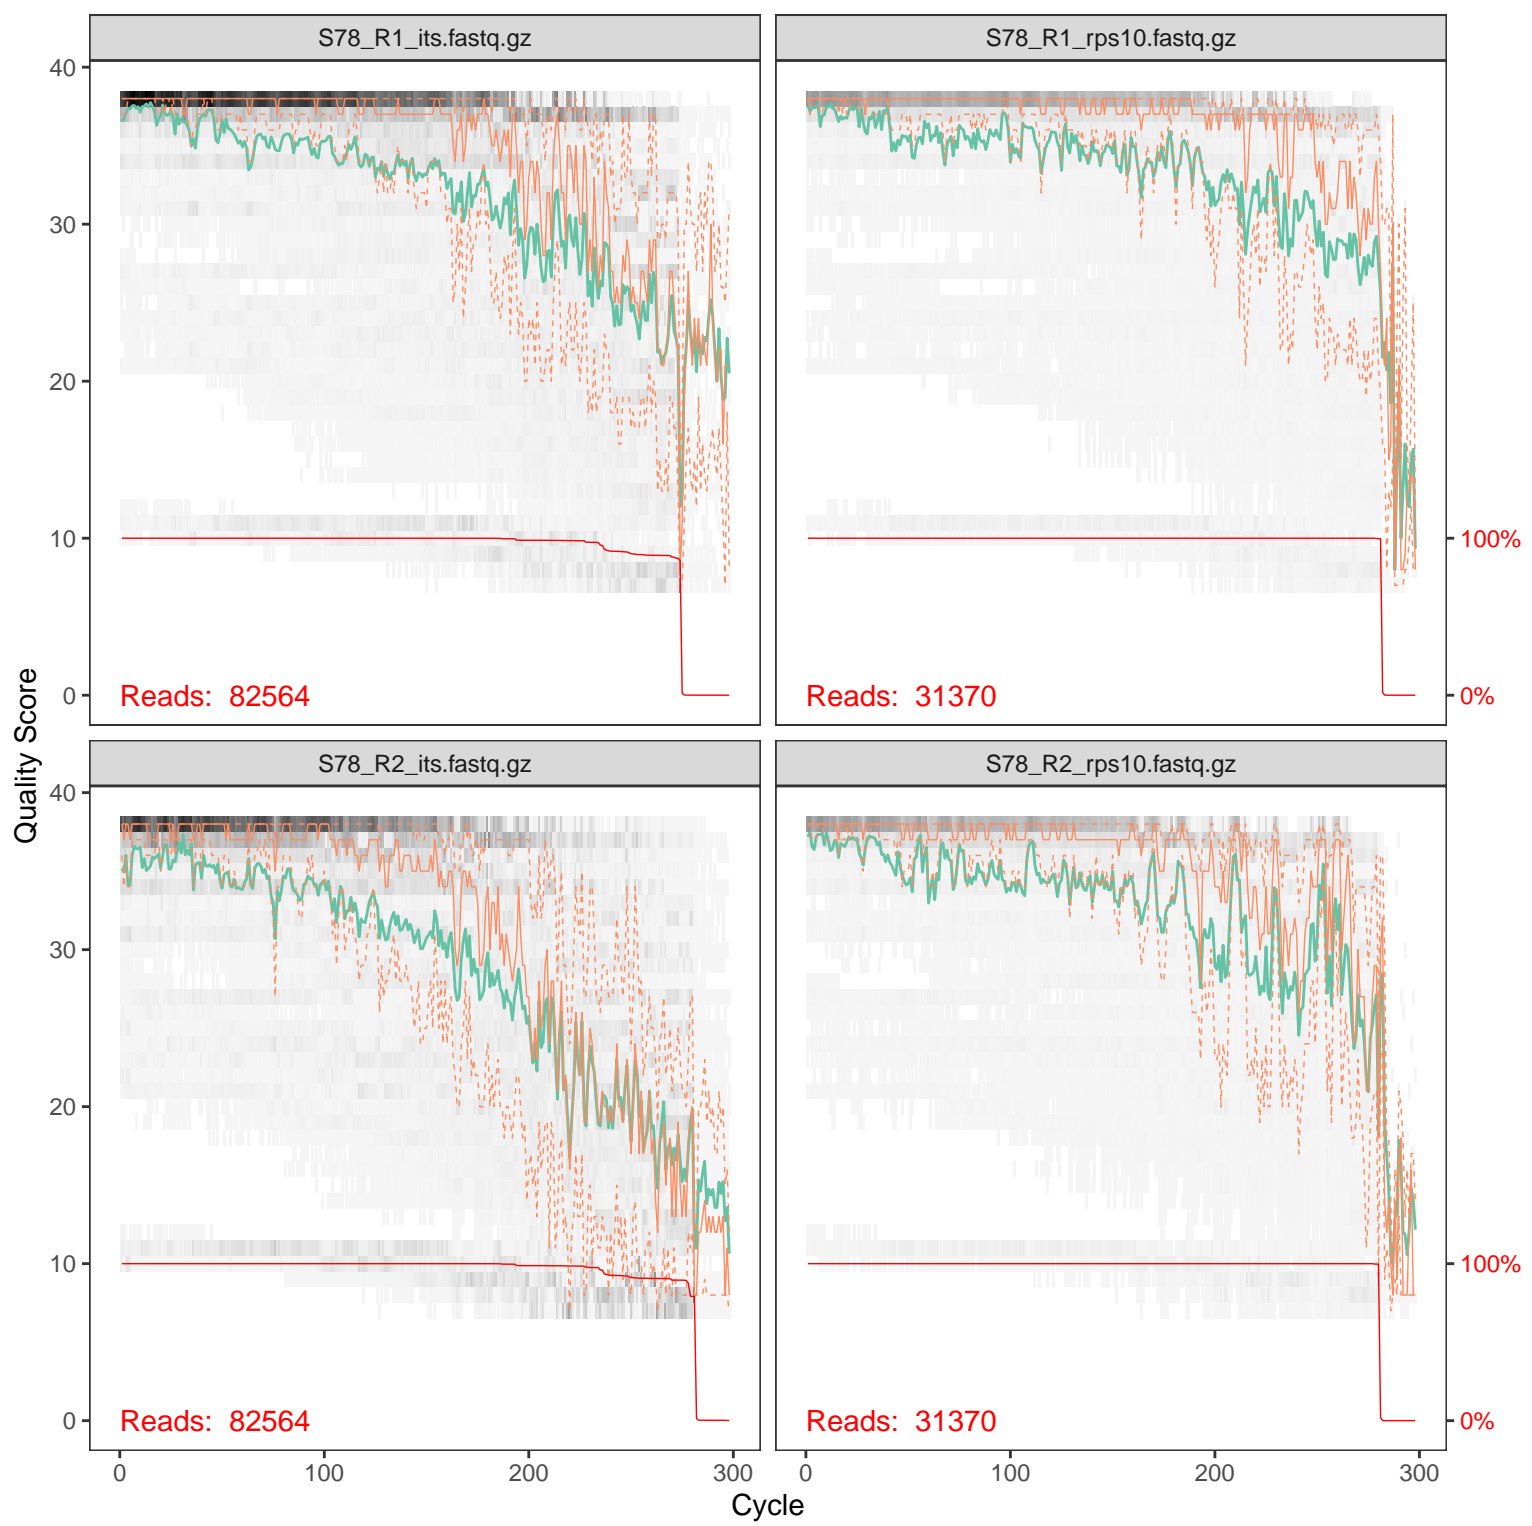 S78_R1_its.fastq.gz
S78_R1_rps10.fastq.gz
40
30
20
10
0
Reads: 82564
Reads: 31370
100%
0%
Quality Score
S78_R2_its.fastq.gz
S78_R2_rps10.fastq.gz
40
30
20
10
0
Reads: 82564
Reads: 31370
100%
0%
0 100 200 300
0 100 200 300
Cycle